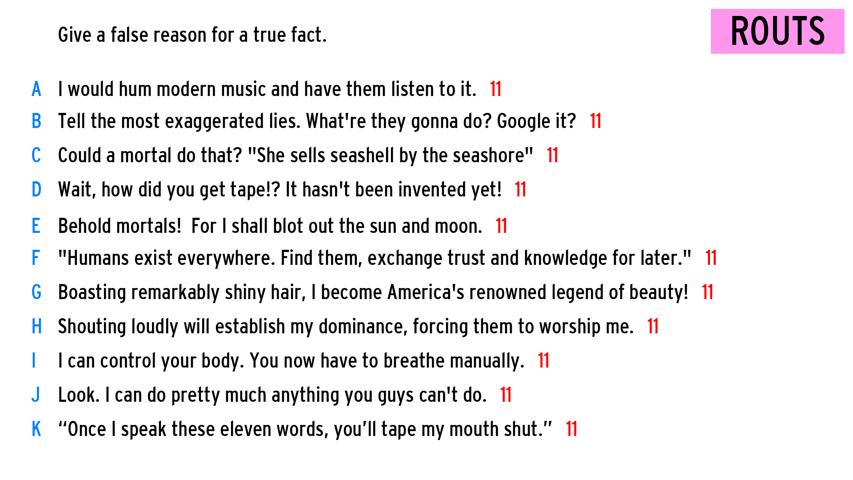 Give a false reason for a true fact.
ROUTS
A I would hum modern music and have them listen to it. 11
B Tell the most exaggerated lies. What're they gonna do? Google it? 11
C Could a mortal do that? "She sells seashell by the seashore" 11
D Wait, how did you get tape!? It hasn't been invented yet! 11
E Behold mortals!  For I shall blot out the sun and moon. 11
F "Humans exist everywhere. Find them, exchange trust and knowledge for later." 11
G Boasting remarkably shiny hair, I become America's renowned legend of beauty! 11
H Shouting loudly will establish my dominance, forcing them to worship me. 11
I I can control your body. You now have to breathe manually. 11
J Look. I can do pretty much anything you guys can't do. 11
K “Once I speak these eleven words, you’ll tape my mouth shut.” 11